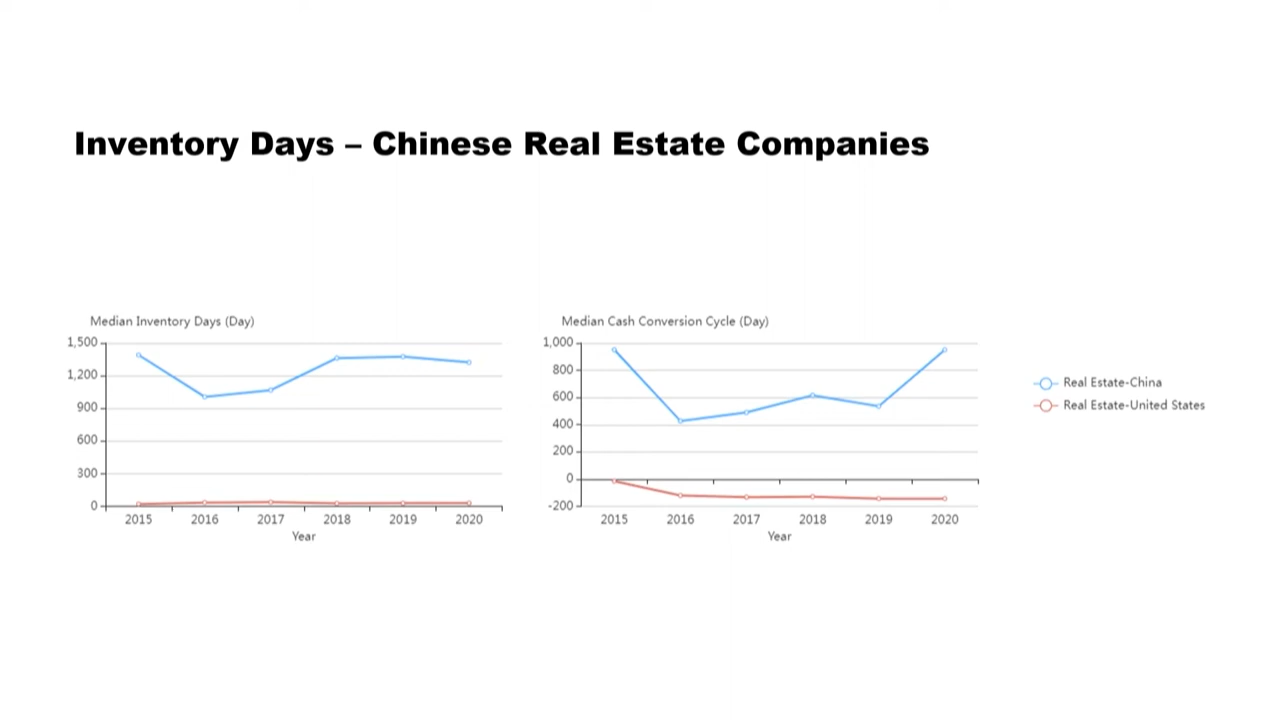 Inventory Days – Chinese Real Estate Companies
Median Inventory Days (Day)
1,500
1,200
900
600
300
0
2015 2016 2017 2018 2019 2020
Year
Median Cash Conversion Cycle (Day)
1,000
800
600
400
200
0
-200
2015 2016 2017 2018 2019 2020
Year
Real Estate-China
Real Estate-United States